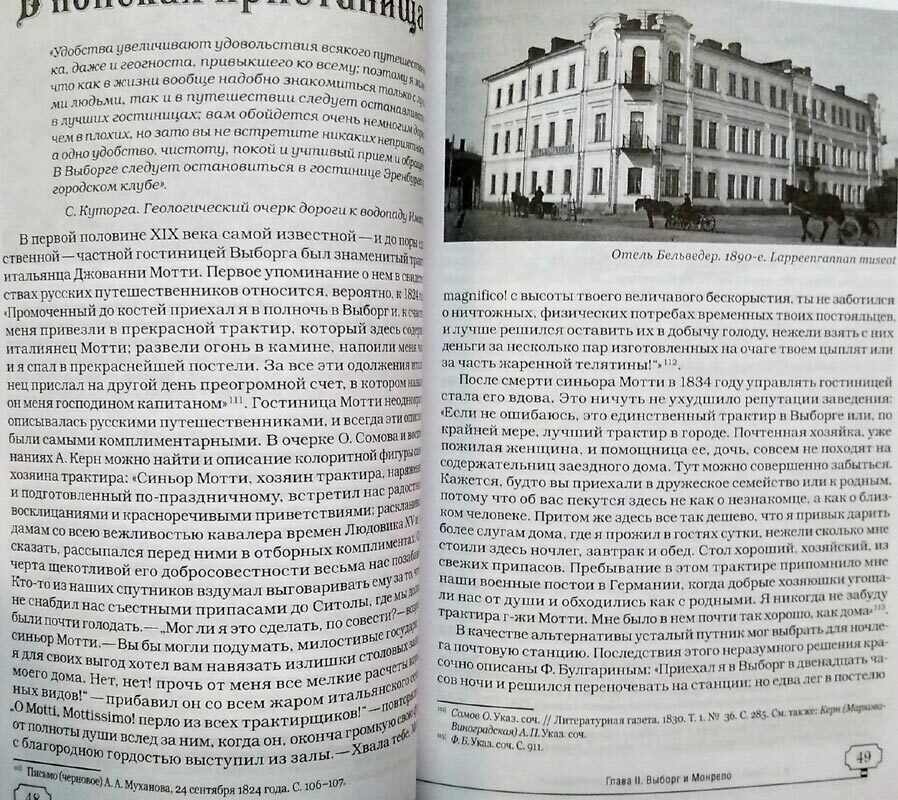 В поисках пристанища
«Удобства увеличивают удовольствия всякого путешественни-
ка, даже и геогноста, привыкшего ко всему; поэтому я
что как в жизни вообще надобно знакомиться только с
ми людьми, так и в путешествии следует останавливаться
в лучших гостиницах: вам обойдется очень немногим дороже,
чем в плохих, но зато вы не встретите никаких неприятностей,
а одно удобство, чистоту, покой и учтивый прием и
В Выборге следует остановиться в гостинице Эренбурга
городском клубе».
С. Куторга. Геологический очерк дороги к водопаду
В первой половине XIX века самой известной — и до поры
ственной — частной гостиницей Выборга был знаменитый трактир
итальянца Джованни Мотти. Первое упоминание о нем в
ствах русских путешественников относится, вероятно, к 1824
«Промоченный до костей приехал я в полночь в Выборг и, к
меня привезли в прекрасной трактир, который здесь
италиянец Мотти; развели огонь в камине, напоили меня
и я спал в прекраснейшей постели. За все эти одолжения
нец прислал на другой день преогромной счет, в котором
он меня господином капитаном»¹¹¹. Гостиница Мотти
описывалась русскими путешественниками, и всегда эти
были самыми комплиментарными. В очерке О. Сомова и
наниях А. Керн можно найти и описание колоритной фигуры
хозяина трактира: «Синьор Мотти, хозяин трактира,
и подготовленный по-праздничному, встретил нас
восклицаниями и красноречивыми приветствиями:
дамам со всею вежливостью кавалера времен Людовика XV
сказать, рассыпался перед ними в отборных комплиментах.
черта щекотливой его добросовестности весьма нас
Кто-то из наших спутников вздумал выговаривать ему за то,
не снабдил нас съестными припасами до Ситолы, где мы
были почти голодать. — „Мог ли я это сделать, по совести? —
синьор Мотти. — Вы бы могли подумать, милостивые государи,
я для своих выгод хотел вам навязать излишки столовых
моего дома. Нет, нет! прочь от меня все мелкие расчеты
ных видов!“ — прибавил он со всем жаром итальянского
„O Motti, Mottissimo! перло из всех трактирщиков!“ —
от полноты души вслед за ним, когда он, окончa громкую свою
с благородною гордостью выступил из залы. — Хвала тебе,
¹¹¹ Письмо (черновое) А. А. Муханова, 24 сентября 1824 года. С. 106–107.
48
Отель Бельведер. 1890-е. Lappeenrannan museot
magnifico! с высоты твоего величавого бескорыстия, ты не заботился
о ничтожных, физических потребах временных твоих постояльцев,
и лучше решился оставить их в добычу голоду, нежели взять с них
деньги за несколько пар изготовленных на очаге твоем цыплят или
за часть жаренной телятины!“»¹¹².
После смерти синьора Мотти в 1834 году управлять гостиницей
стала его вдова. Это ничуть не ухудшило репутации заведения:
«Если не ошибаюсь, это единственный трактир в Выборге или, по
крайней мере, лучший трактир в городе. Почтенная хозяйка, уже
пожилая женщина, и помощница ее, дочь, совсем не походят на
содержательниц заездного дома. Тут можно совершенно забыться.
Кажется, будто вы приехали в дружеское семейство или к родным,
потому что об вас пекутся здесь не как о незнакомце, а как о близ-
ком человеке. Притом же здесь все так дешево, что я привык дарить
более слугам дома, где я прожил в гостях сутки, нежели сколько мне
стоили здесь ночлег, завтрак и обед. Стол хороший, хозяйский, из
свежих припасов. Пребывание в этом трактире припомнило мне
наши военные постои в Германии, когда добрые хозяюшки угоща-
ли нас от души и обходились как с родными. Я никогда не забуду
трактира г-жи Мотти. Мне было в нем почти так хорошо, как дома»¹¹³.
В качестве альтернативы усталый путник мог выбрать для ночле-
га почтовую станцию. Последствия этого неразумного решения кра-
сочно описаны Ф. Булгариным: «Приехал я в Выборг в двенадцать ча-
сов ночи и решился переночевать на станции; но едва лег в постелю
¹¹² Сомов О. Указ. соч. // Литературная газета. 1830. Т. 1. № 36. С. 285. См. также: Керн (Маркова-
Виноградская) А. П. Указ. соч.
¹¹³ Ф. Б. Указ. соч. С. 911.
Глава II. Выборг и Монрепо
49